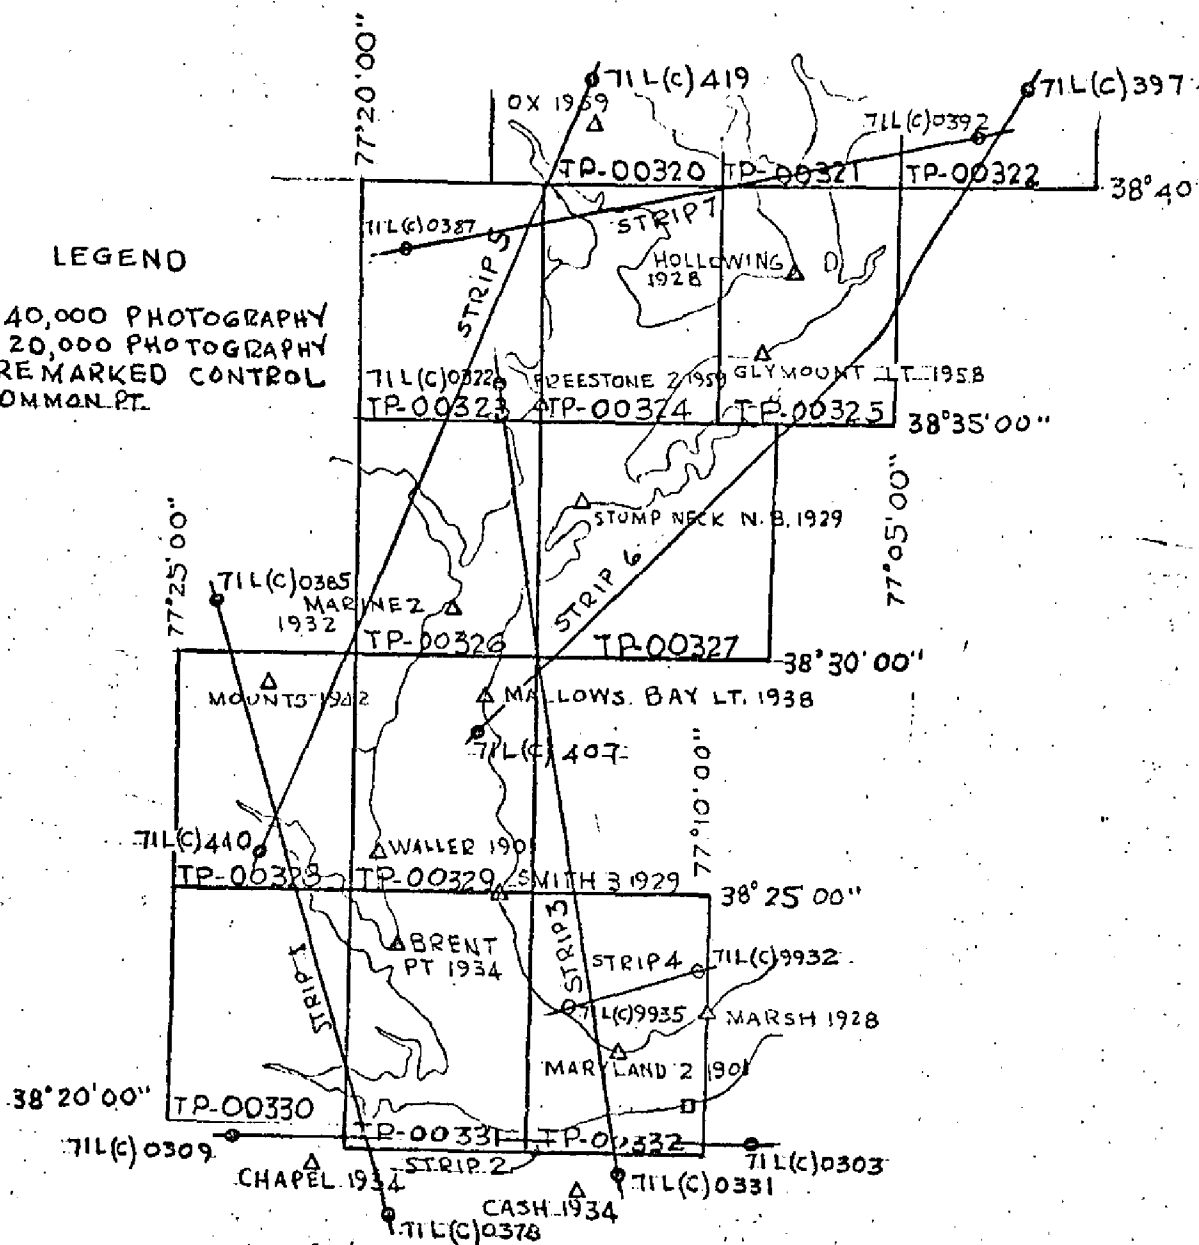 77°20'00"
71L(C)419
71L(C)397
OX 1959
71L(C)0392
TP-00320
TP-00321
TP-00322
38°40
71L(C)0387
STRIP 7
STRIP 5
HOLLOWING
1928
LEGEND
40,000 PHOTOGRAPHY
20,000 PHOTOGRAPHY
REMARKED CONTROL
OMMON PT.
71L(C)0322
FREESTONE 2 1959
GLYMOUNT LT. 1958
TP-00323
TP-00324
TP-00325
38°35'00"
77°05'00"
STUMP NECK N.B. 1929
77°25'00"
71L(C)0385
MARINE 2
1932
STRIP 6
TP-00326
TP-00327
38°30'00"
MOUNTS 1942
MALLOWS BAY LT. 1938
71L(C)407
77°10'00"
71L(C)440
WALLER 1901
TP-00328
TP-00329
SMITH 3 1929
38°25'00"
BRENT
PT 1934
STRIP 1
STRIP 3
STRIP 4
71L(C)9932
71L(C)9935
MARSH 1928
MARYLAND 2 1901
38°20'00"
TP-00330
TP-00331
TP-00332
71L(C)0309
STRIP 2
71L(C)0303
CHAPEL 1934
71L(C)0331
CASH 1934
71L(C)0378